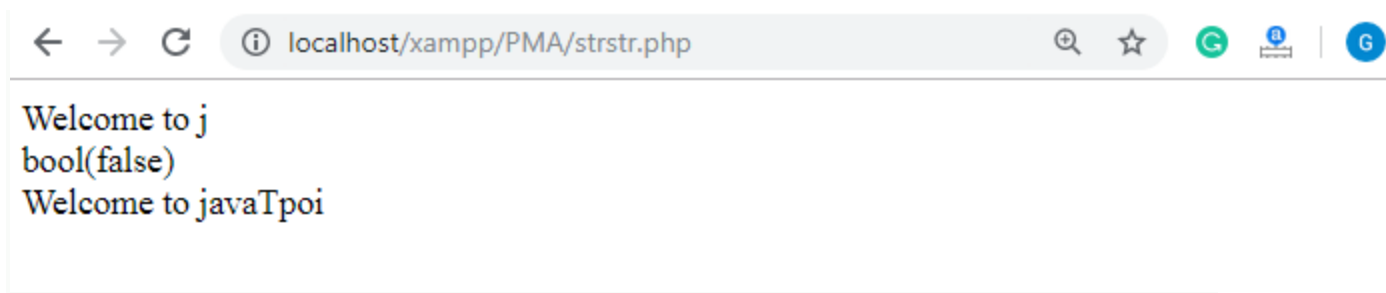 localhost/xampp/PMA/strstr.php
a
G
Welcome to j
bool(false)
Welcome to javaTpoi